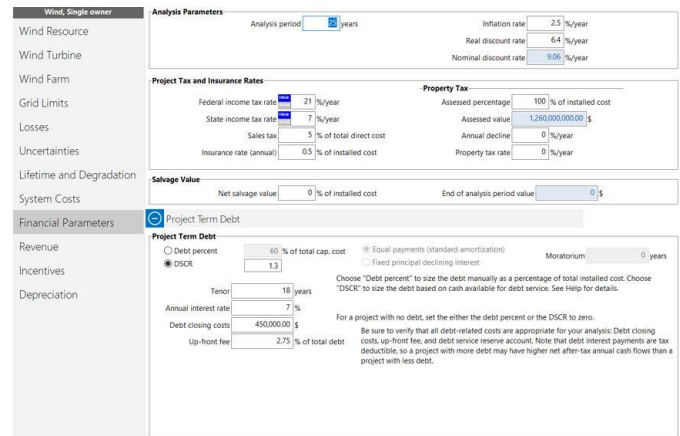 Wind, Single owner
Wind Resource
Wind Turbine
Wind Farm
Grid Limits
Losses
Uncertainties
Lifetime and Degradation
System Costs
Financial Parameters
Revenue
Incentives
Depreciation
Analysis Parameters
Analysis period 25 years
Inflation rate 2.5 %/year
Real discount rate 6.4 %/year
Nominal discount rate 9.06 %/year
Project Tax and Insurance Rates
Federal income tax rate 21 %/year
State income tax rate 7 %/year
Sales tax 5 % of total direct cost
Insurance rate (annual) 0.5 % of installed cost
Property Tax
Assessed percentage 100 % of installed cost
Assessed value 1,260,000,000.00 $
Annual decline 0 %/year
Property tax rate 0 %/year
Salvage Value
Net salvage value 0 % of installed cost End of analysis period value 0 $
Project Term Debt
Project Term Debt
Debt percent 60 % of total cap. cost
DSCR 1.3
Equal payments (standard amortization)
Fixed principal declining interest
Moratorium 0 years
Tenor 18 years
Annual interest rate 7 %
Debt closing costs 450,000.00 $
Up-front fee 2.75 % of total debt
Choose "Debt percent" to size the debt manually as a percentage of total installed cost. Choose
"DSCR" to size the debt based on cash available for debt service. See Help for details.
For a project with no debt, set the either the debt percent or the DSCR to zero.
Be sure to verify that all debt-related costs are appropriate for your analysis: Debt closing
costs, up-front fee, and debt service reserve account. Note that debt interest payments are tax
deductible, so a project with more debt may have higher net after-tax annual cash flows than a
project with less debt.